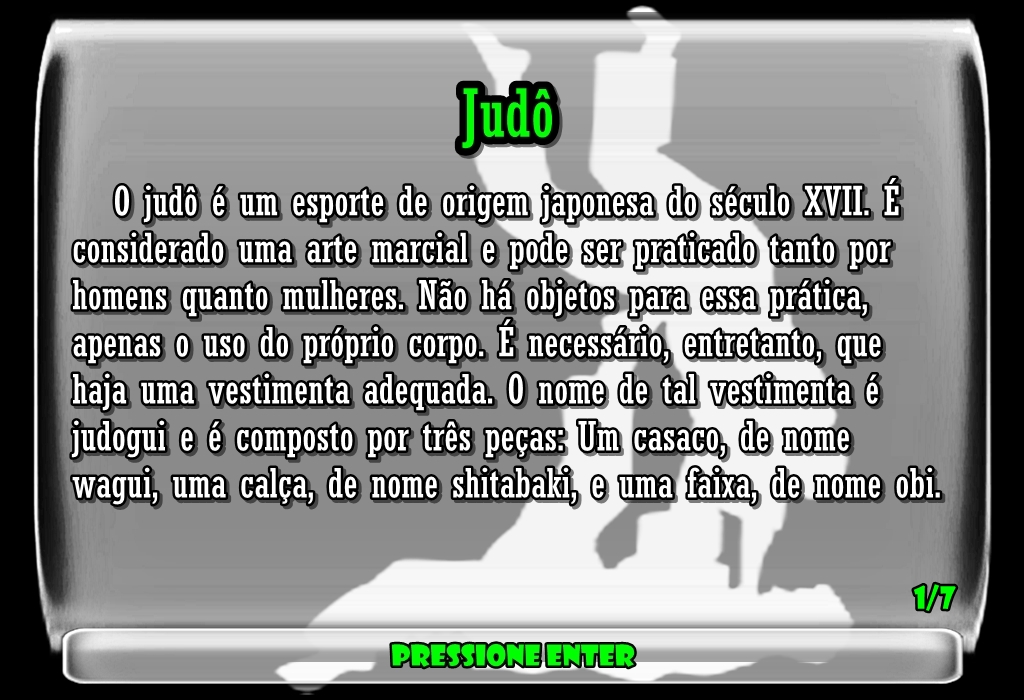 Judô
O judô é um esporte de origem japonesa do século XVII. É
considerado uma arte marcial e pode ser praticado tanto por
homens quanto mulheres. Não há objetos para essa prática,
apenas o uso do próprio corpo. É necessário, entretanto, que
haja uma vestimenta adequada. O nome de tal vestimenta é
judogui e é composto por três peças: Um casaco, de nome
wagui, uma calça, de nome shitabaki, e uma faixa, de nome obi.
1/7
PRESSIONE ENTER